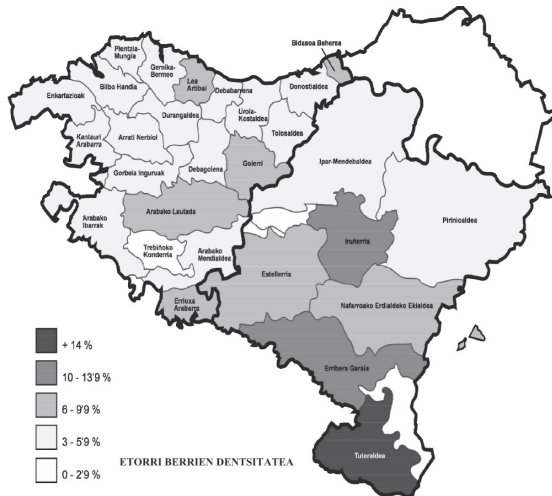 Plentzia-
Mungia
Gernika-
Bermeo
Bidasoa Beherea
Enkartazioak
Bilbo Handia
Lea
Artibai
Debabarrena
Donostialdea
Urola-
Kostaldea
Durangaldea
Kantauri
Arabarra
Arrati Nerbioi
Tolosaldea
Gorbeia Inguruak
Debagoiena
Goierri
Ipar-Mendebaldea
Arabako Lautada
Pirinioaldea
Arabako
Ibarrak
Iruñerria
Trebiñoko
Konderria
Arabako
Mendialdea
Estellerria
Errioxa
Arabarra
Nafarroako Erdialdeko Ekialdea
Erribera Garaia
Tuteraldea
+ 14 %
10 - 13'9 %
6 - 9'9 %
3 - 5'9 %
0 - 2'9 %
ETORRI BERRIEN DENTSITATEA